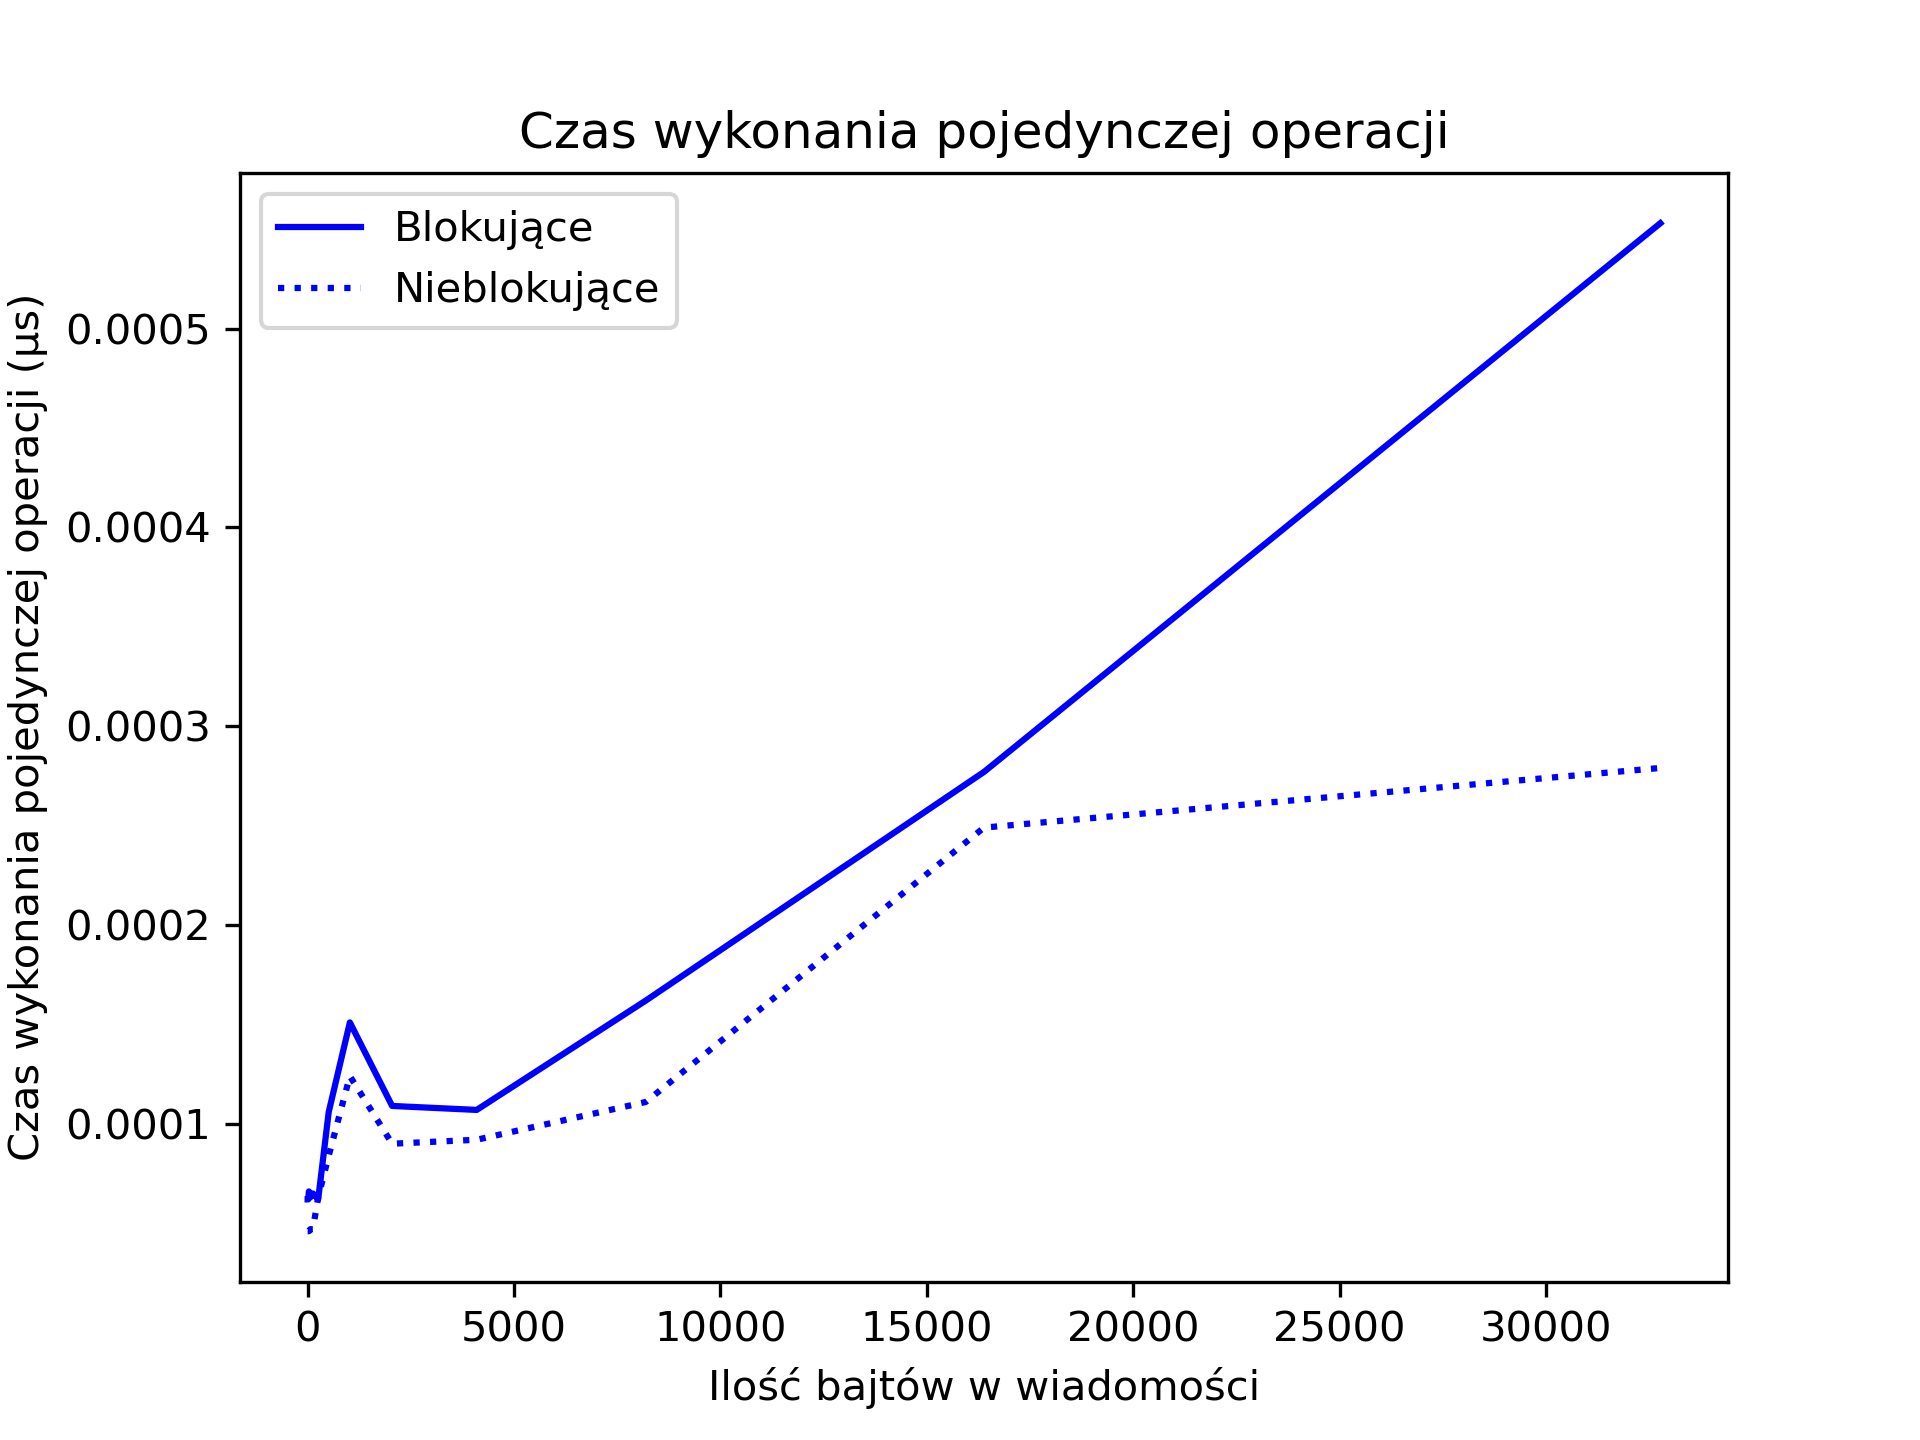 Czas wykonania pojedynczej operacji
Blokujące
Nieblokujące
Czas wykonania pojedynczej operacji (µs)
0.0005
0.0004
0.0003
0.0002
0.0001
0 5000 10000 15000 20000 25000 30000
Ilość bajtów w wiadomości